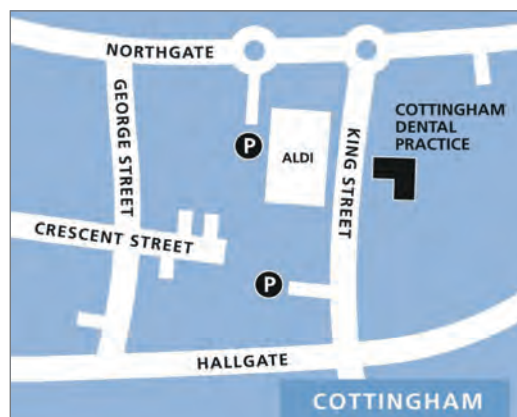 NORTHGATE
GEORGE STREET
P
ALDI
KING STREET
COTTINGHAM
DENTAL
PRACTICE
CRESCENT STREET
P
HALLGATE
COTTINGHAM